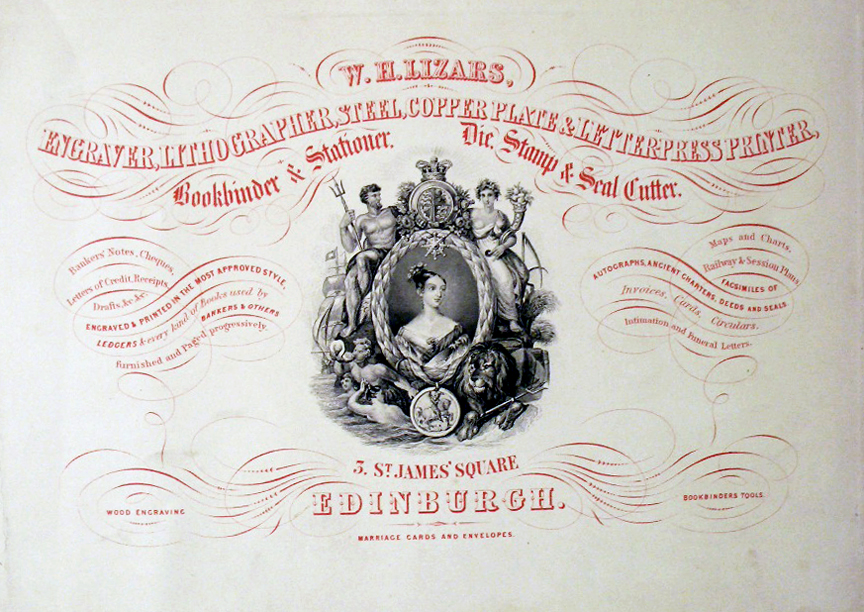 W. H. LIZARS,
ENGRAVER, LITHOGRAPHER, STEEL, COPPER PLATE & LETTERPRESS PRINTER,
Bookbinder & Stationer. Die, Stamp & Seal Cutter.
Bankers' Notes, Cheques,
Letters of Credit, Receipts,
Drafts, &c &c.
ENGRAVED & PRINTED IN THE MOST APPROVED STYLE,
LEDGERS & every kind of Books used by
BANKERS & OTHERS
furnished and Paged progressively.
Maps and Charts,
Railway & Session Plans
AUTOGRAPHS, ANCIENT CHARTERS, DEEDS AND SEALS.
FACSIMILES OF
Invoices, Cards, Circulars.
Intimation and Funeral Letters.
3. ST JAMES' SQUARE
EDINBURGH.
WOOD ENGRAVING
BOOKBINDERS TOOLS.
MARRIAGE CARDS AND ENVELOPES.